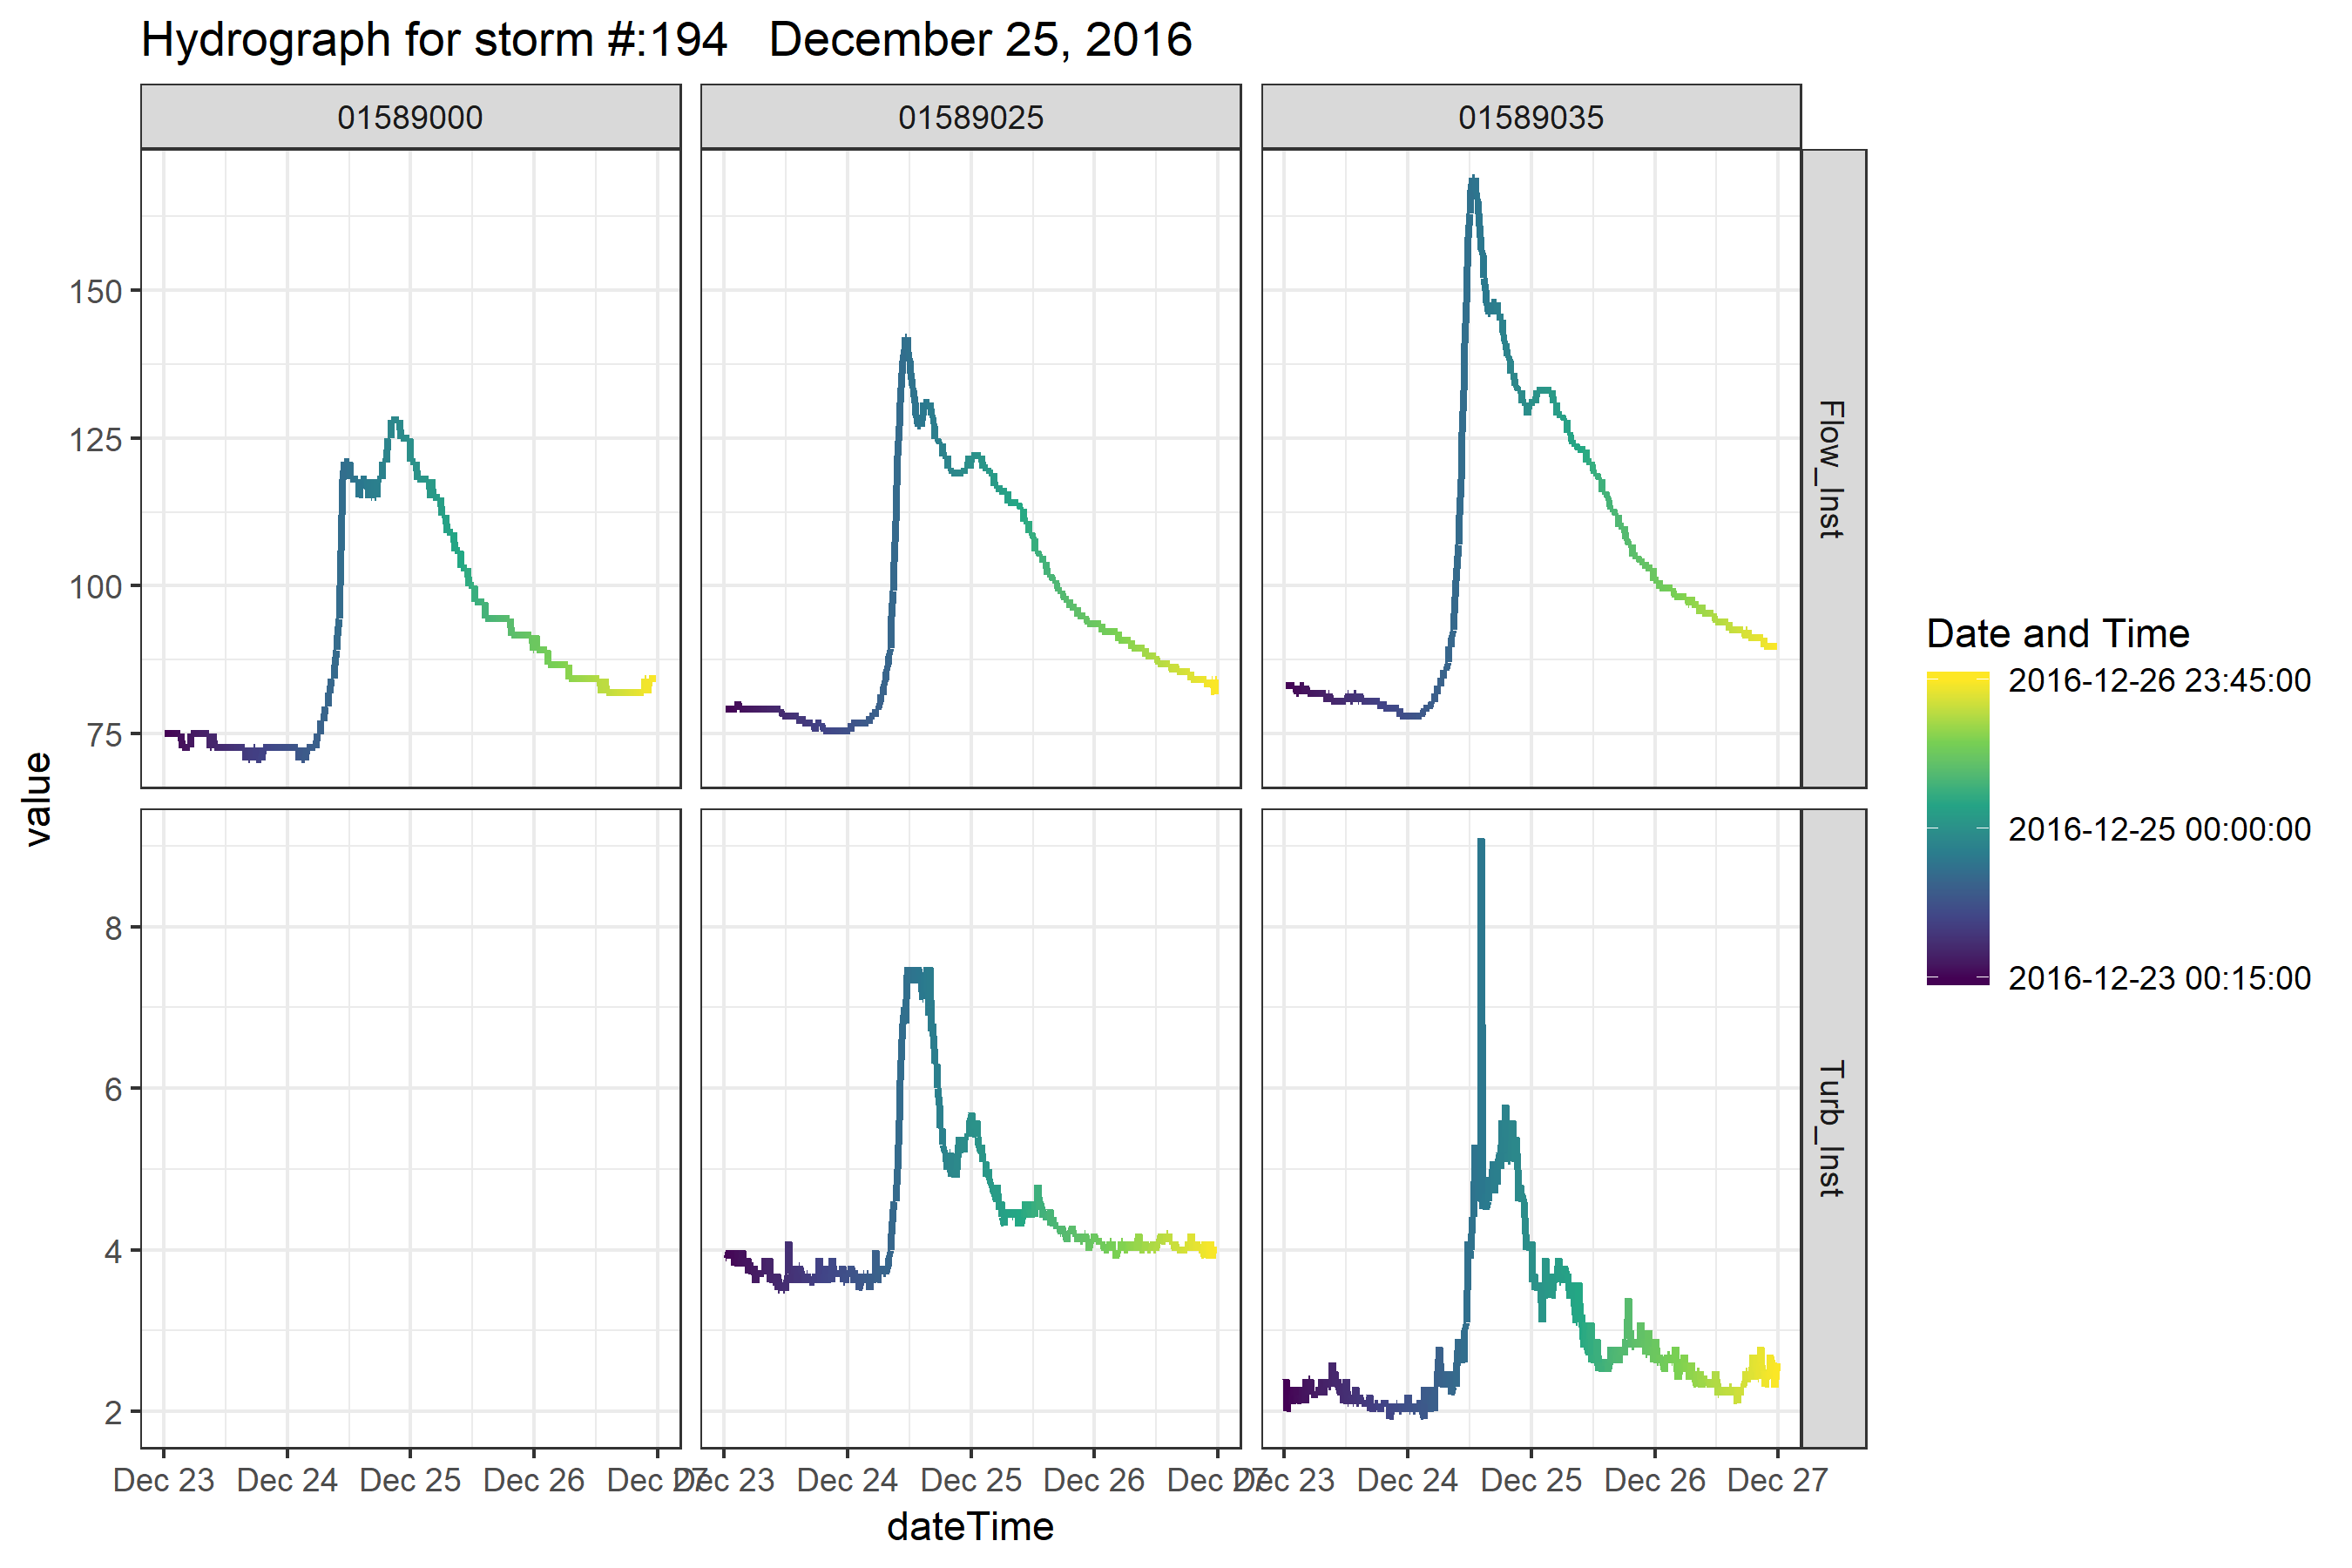 Hydrograph for storm #:194   December 25, 2016
01589000
01589025
01589035
150
125
100
75
Flow_Inst
value
8
6
4
2
Turb_Inst
Dec 23 Dec 24 Dec 25 Dec 26 Dec 27
Dec 23 Dec 24 Dec 25 Dec 26 Dec 27
Dec 23 Dec 24 Dec 25 Dec 26 Dec 27
dateTime
Date and Time
2016-12-26 23:45:00
2016-12-25 00:00:00
2016-12-23 00:15:00